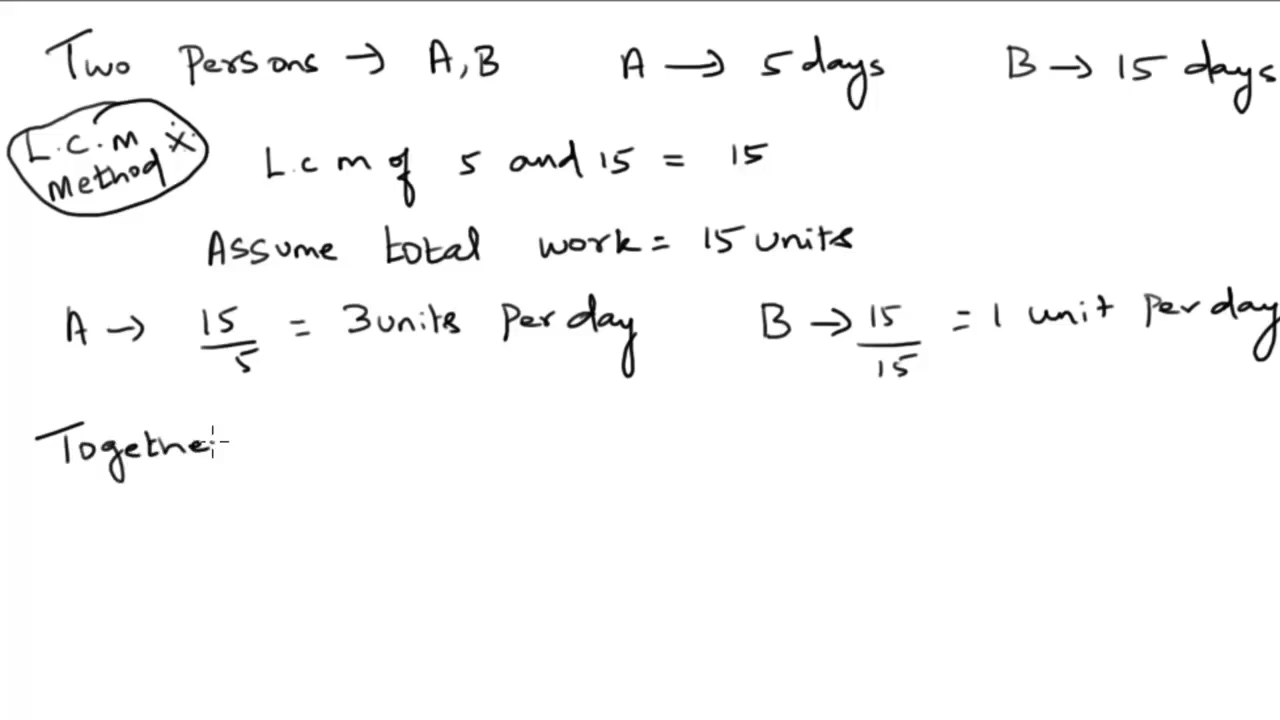 Two Persons → A, B A → 5 days B → 15 days
L.C.M Method X.
L.C.M of 5 and 15 = 15
Assume total work = 15 units
A → 15/5 = 3 units Per day B → 15/15 = 1 unit Per day
Togethe